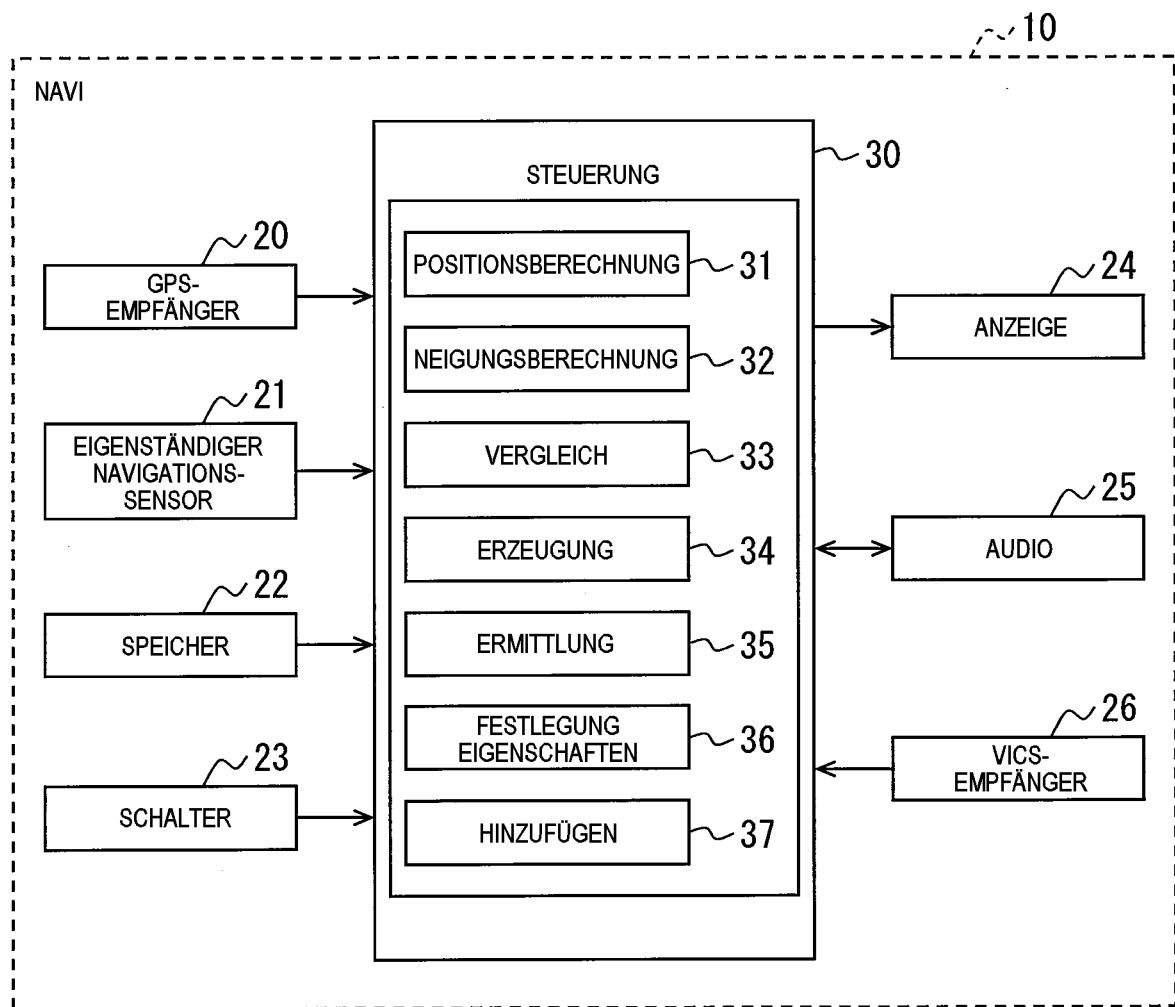 10
NAVI
30
STEUERUNG
20
GPS-
EMPFÄNGER
21
EIGENSTÄNDIGER
NAVIGATIONS-
SENSOR
22
SPEICHER
23
SCHALTER
POSITIONSBERECHNUNG
31
NEIGUNGSBERECHNUNG
32
VERGLEICH
33
ERZEUGUNG
34
ERMITTLUNG
35
FESTLEGUNG
EIGENSCHAFTEN
36
HINZUFÜGEN
37
24
ANZEIGE
25
AUDIO
26
VICS-
EMPFÄNGER